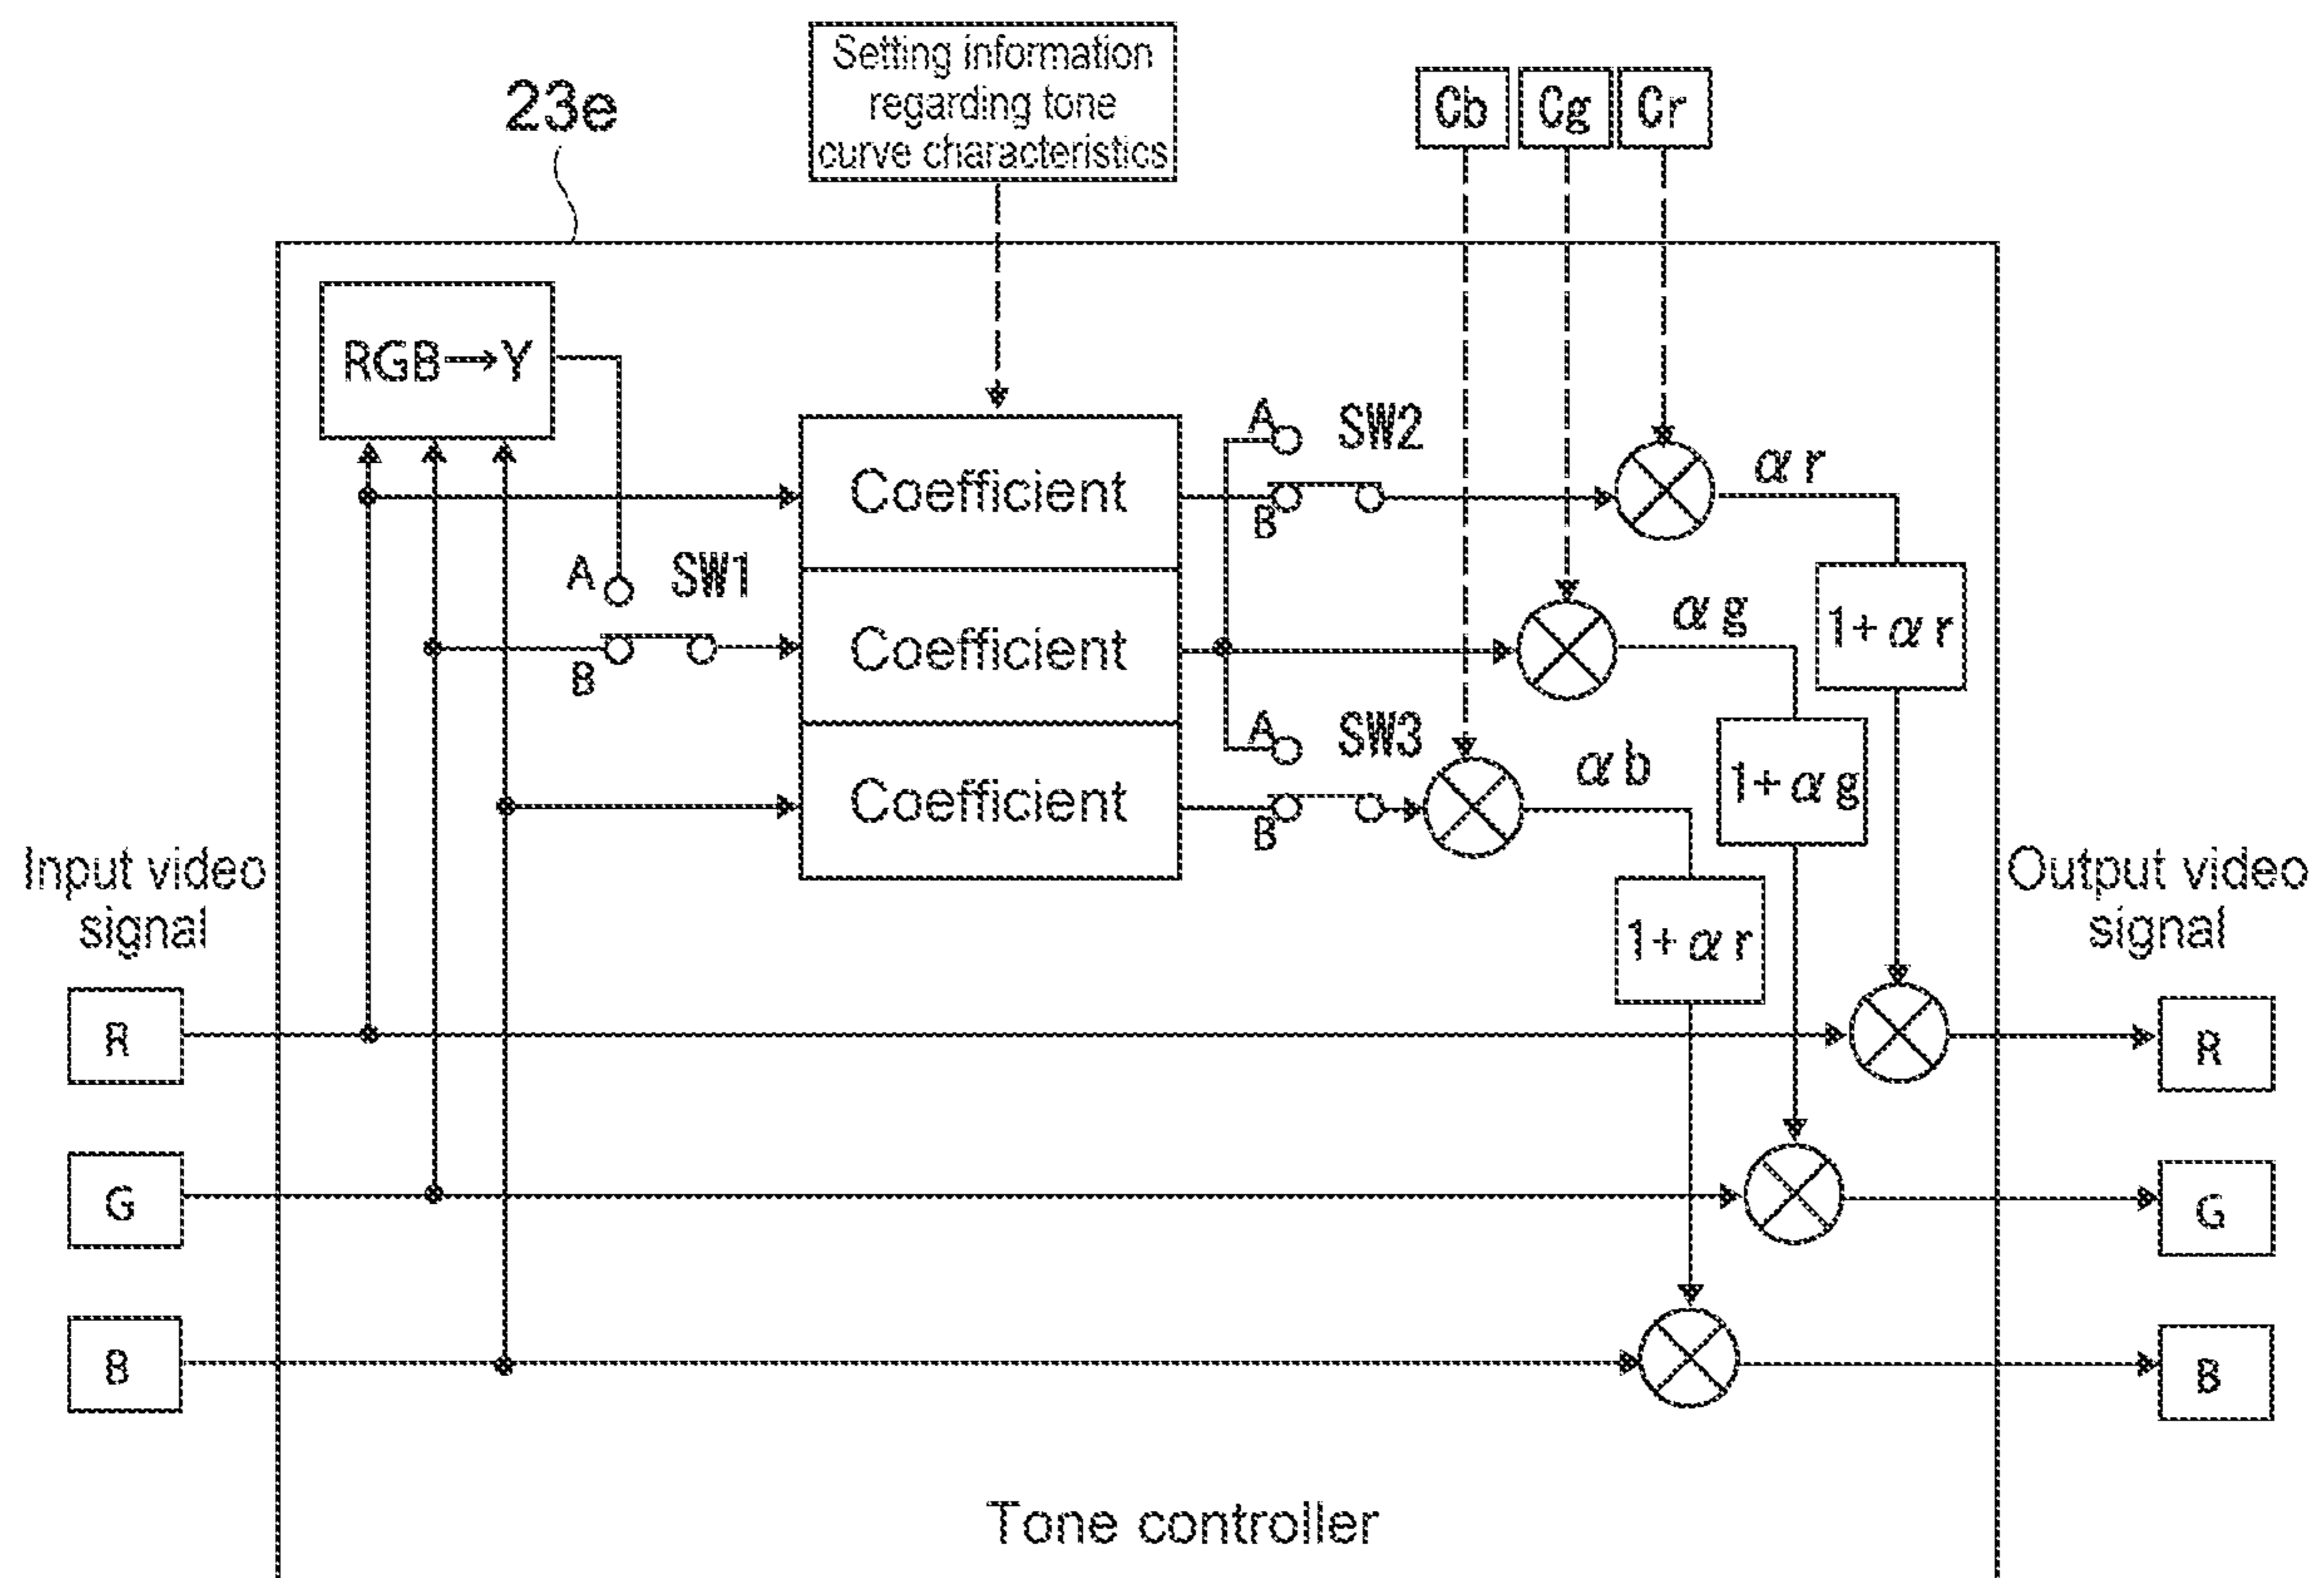 Setting information
regarding tone
curve characteristics
23e
Cb
Cg
Cr
RGB→Y
A
SW1
B
Coefficient
Coefficient
Coefficient
A
SW2
B
A
SW3
B
αr
αg
αb
1+αr
1+αg
1+αr
Input video
signal
R
G
B
Output video
signal
R
G
B
Tone controller